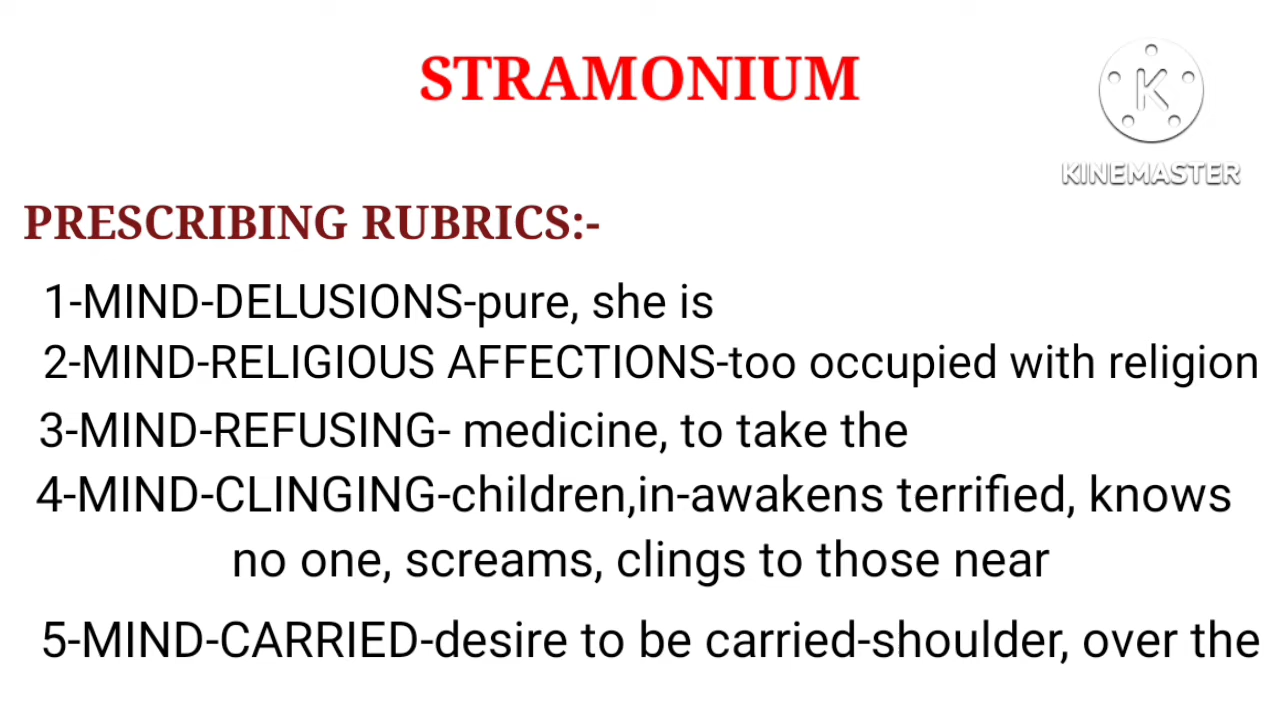 STRAMONIUM
K
KINEMASTER
PRESCRIBING RUBRICS:-
1-MIND-DELUSIONS-pure, she is
2-MIND-RELIGIOUS AFFECTIONS-too occupied with religion
3-MIND-REFUSING- medicine, to take the
4-MIND-CLINGING-children,in-awakens terrified, knows
no one, screams, clings to those near
5-MIND-CARRIED-desire to be carried-shoulder, over the